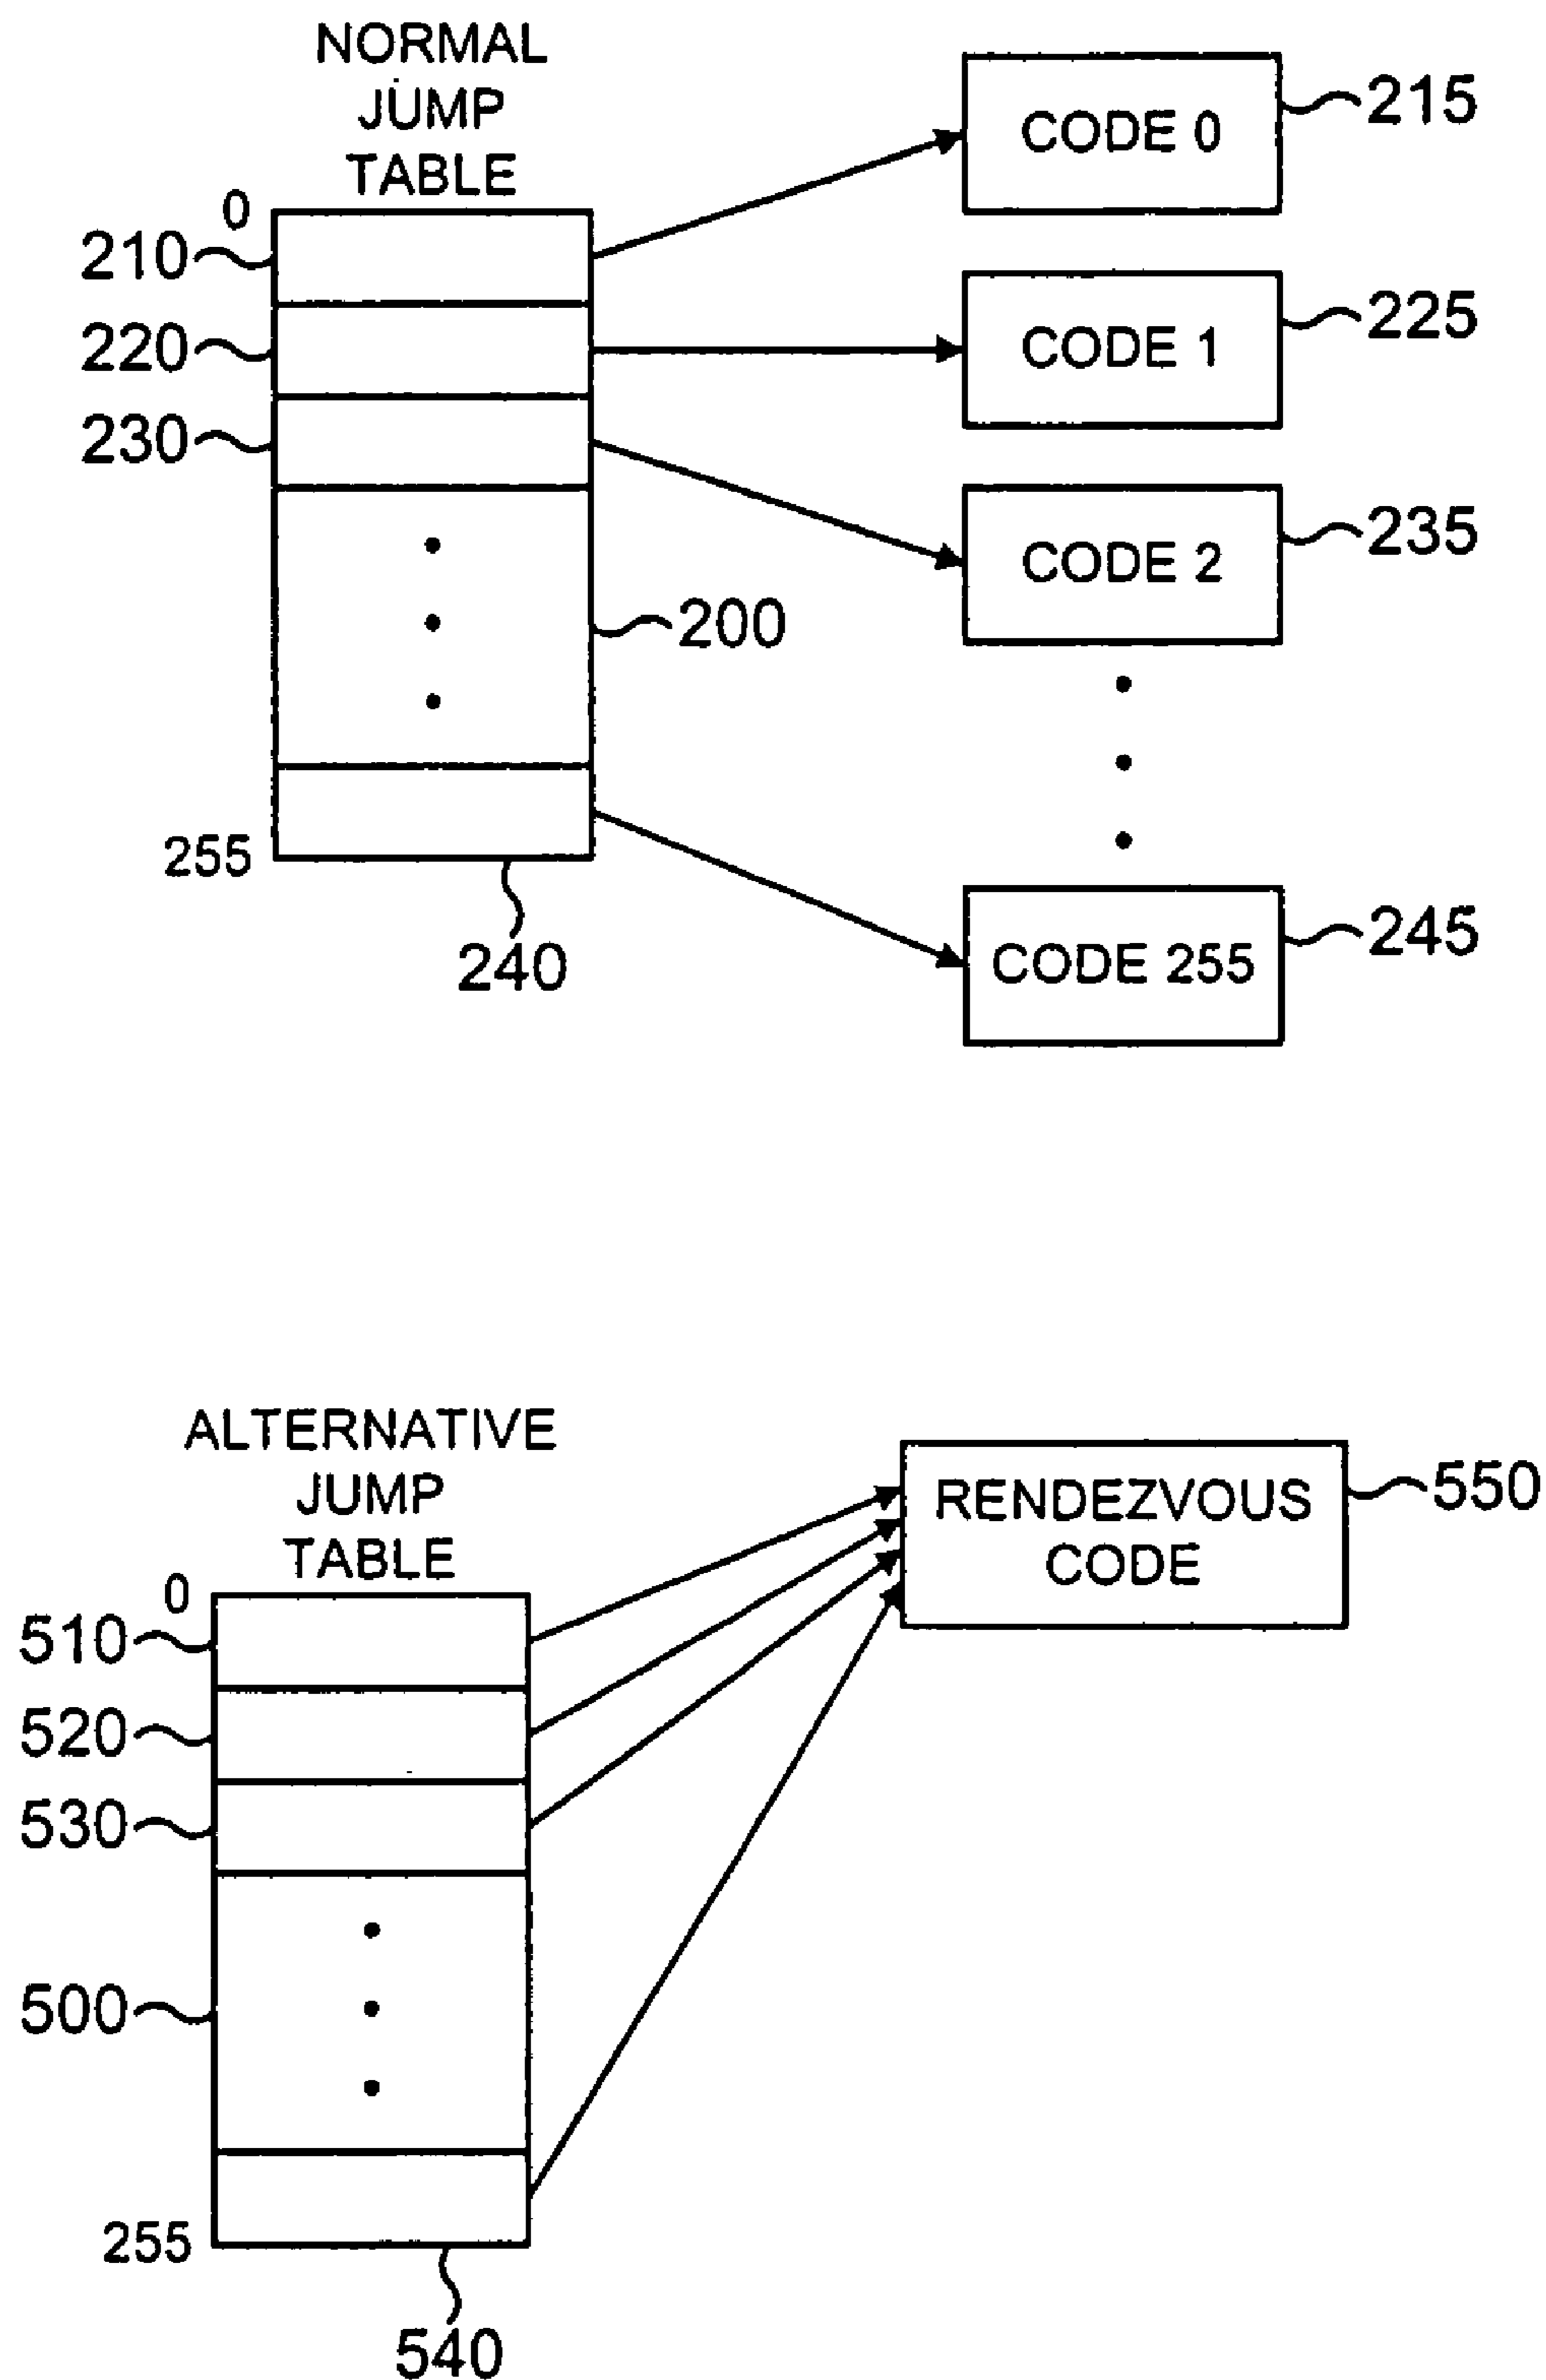 NORMAL
JUMP
TABLE
0
210
220
230
200
255
240
CODE 0
215
CODE 1
225
CODE 2
235
CODE 255
245
ALTERNATIVE
JUMP
TABLE
0
510
520
530
500
255
540
RENDEZVOUS
CODE
550